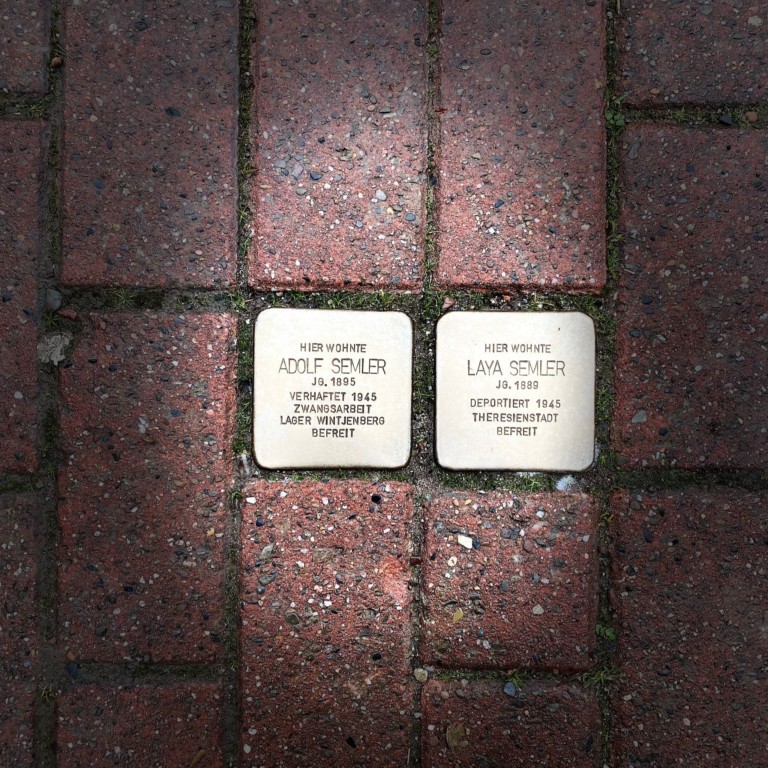 HIER WOHNTE
ADOLF SEMLER
JG. 1895
VERHAFTET 1945
ZWANGSARBEIT
LAGER WINTJENBERG
BEFREIT
HIER WOHNTE
LAYA SEMLER
JG. 1889
DEPORTIERT 1945
THERESIENSTADT
BEFREIT